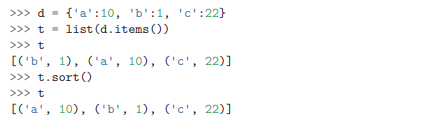 >>> d = {'a':10, 'b':1, 'c':22}
>>> t = list(d.items())
>>> t
[('b', 1), ('a', 10), ('c', 22)]
>>> t.sort()
>>> t
[('a', 10), ('b', 1), ('c', 22)]